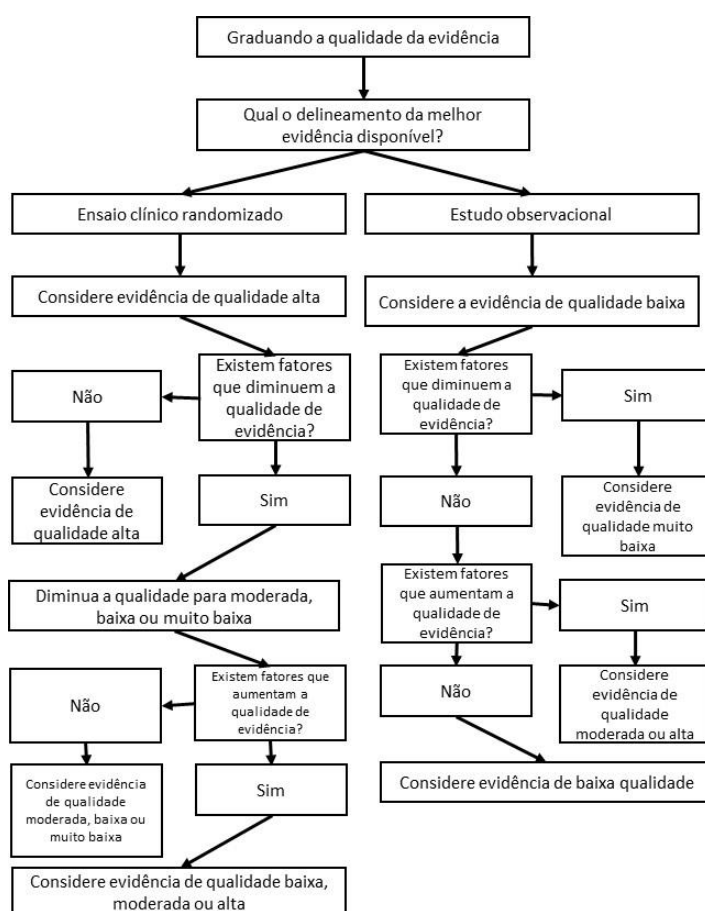 Graduando a qualidade da evidência
Qual o delineamento da melhor
evidência disponível?
Ensaio clínico randomizado
Estudo observacional
Considere evidência de qualidade alta
Considere a evidência de qualidade baixa
Existem fatores
que diminuem a
qualidade de
evidência?
Não
Considere
evidência de
qualidade alta
Sim
Diminua a qualidade para moderada,
baixa ou muito baixa
Existem fatores que
aumentam a
qualidade de
evidência?
Não
Considere evidência
de qualidade
moderada, baixa ou
muito baixa
Sim
Considere evidência de qualidade baixa,
moderada ou alta
Existem fatores
que diminuem a
qualidade de
evidência?
Sim
Considere
evidência de
qualidade muito
baixa
Não
Existem fatores
que aumentam a
qualidade de
evidência?
Sim
Considere
evidência de
qualidade
moderada ou alta
Não
Considere evidência de baixa qualidade